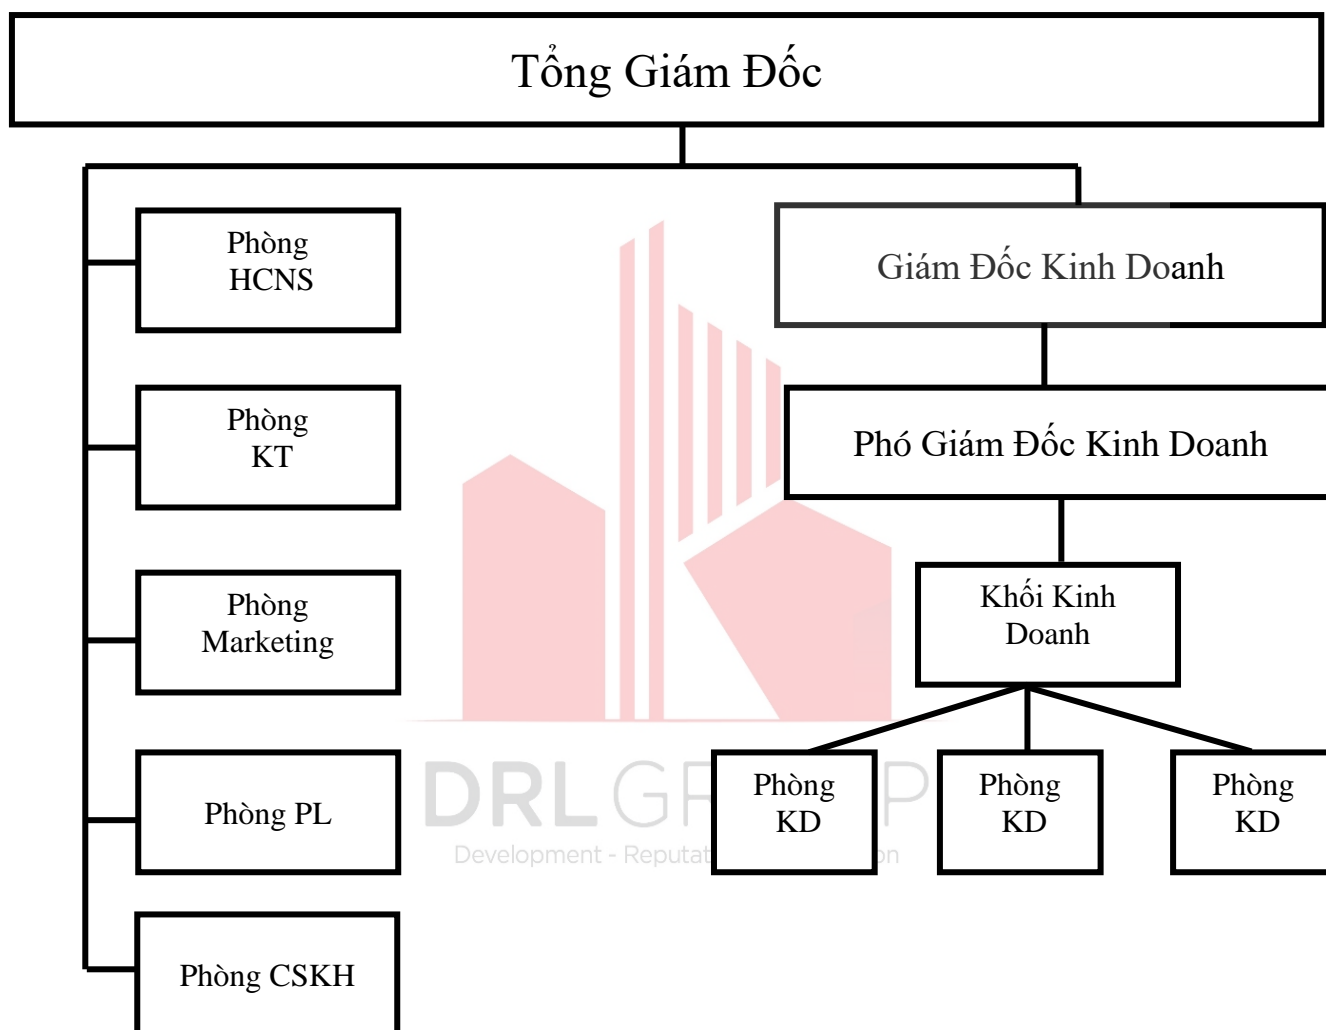 Tổng Giám Đốc
Phòng
HCNS
Giám Đốc Kinh Doanh
Phòng
KT
Phó Giám Đốc Kinh Doanh
Phòng
Marketing
Khối Kinh
Doanh
Phòng PL
Phòng
KD
Phòng
KD
Phòng
KD
DRL
Development -
Phòng CSKH